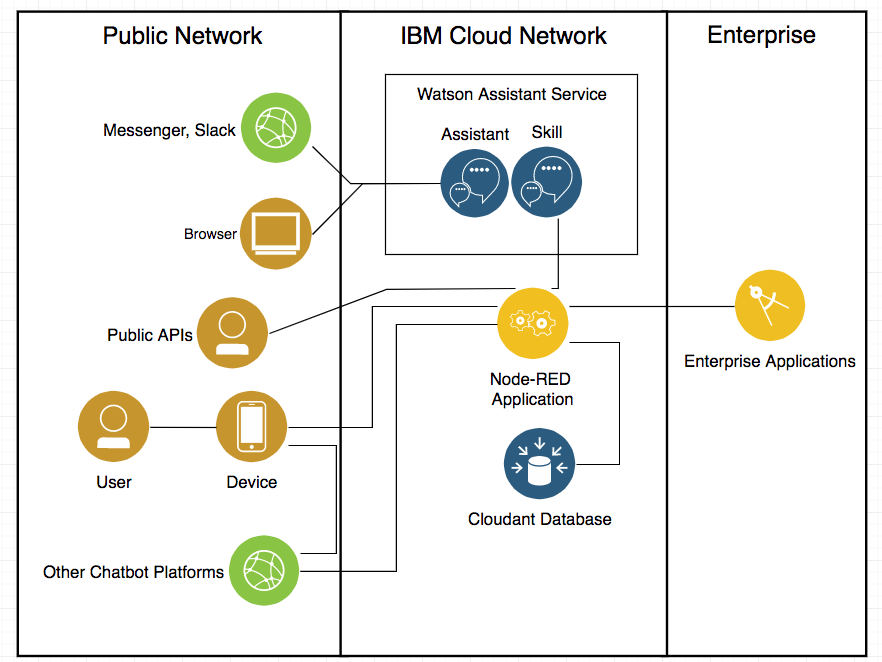 Public Network
IBM Cloud Network
Enterprise
Watson Assistant Service
Assistant
Skill
Messenger, Slack
Browser
Public APIs
Enterprise Applications
Node-RED
Application
User
Device
Cloudant Database
Other Chatbot Platforms